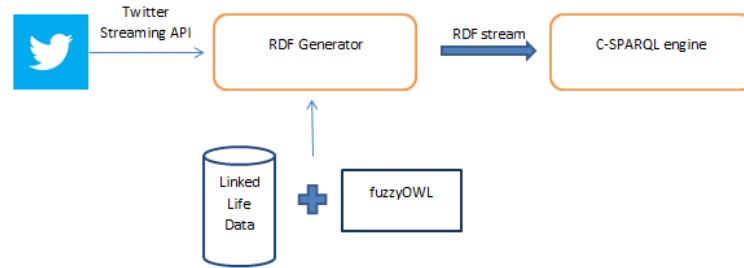 Twitter
Streaming API
RDF Generator
RDF stream
C-SPARQL engine
Linked
Life
Data
fuzzyOWL